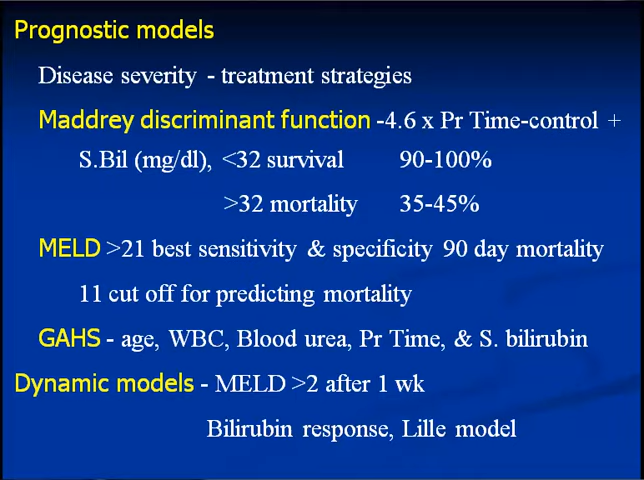 Prognostic models
Disease severity - treatment strategies
Maddrey discriminant function -4.6 x Pr Time-control +
S.Bil (mg/dl), <32 survival 90-100%
>32 mortality 35-45%
MELD >21 best sensitivity & specificity 90 day mortality
11 cut off for predicting mortality
GAHS - age, WBC, Blood urea, Pr Time, & S. bilirubin
Dynamic models - MELD >2 after 1 wk
Bilirubin response, Lille model